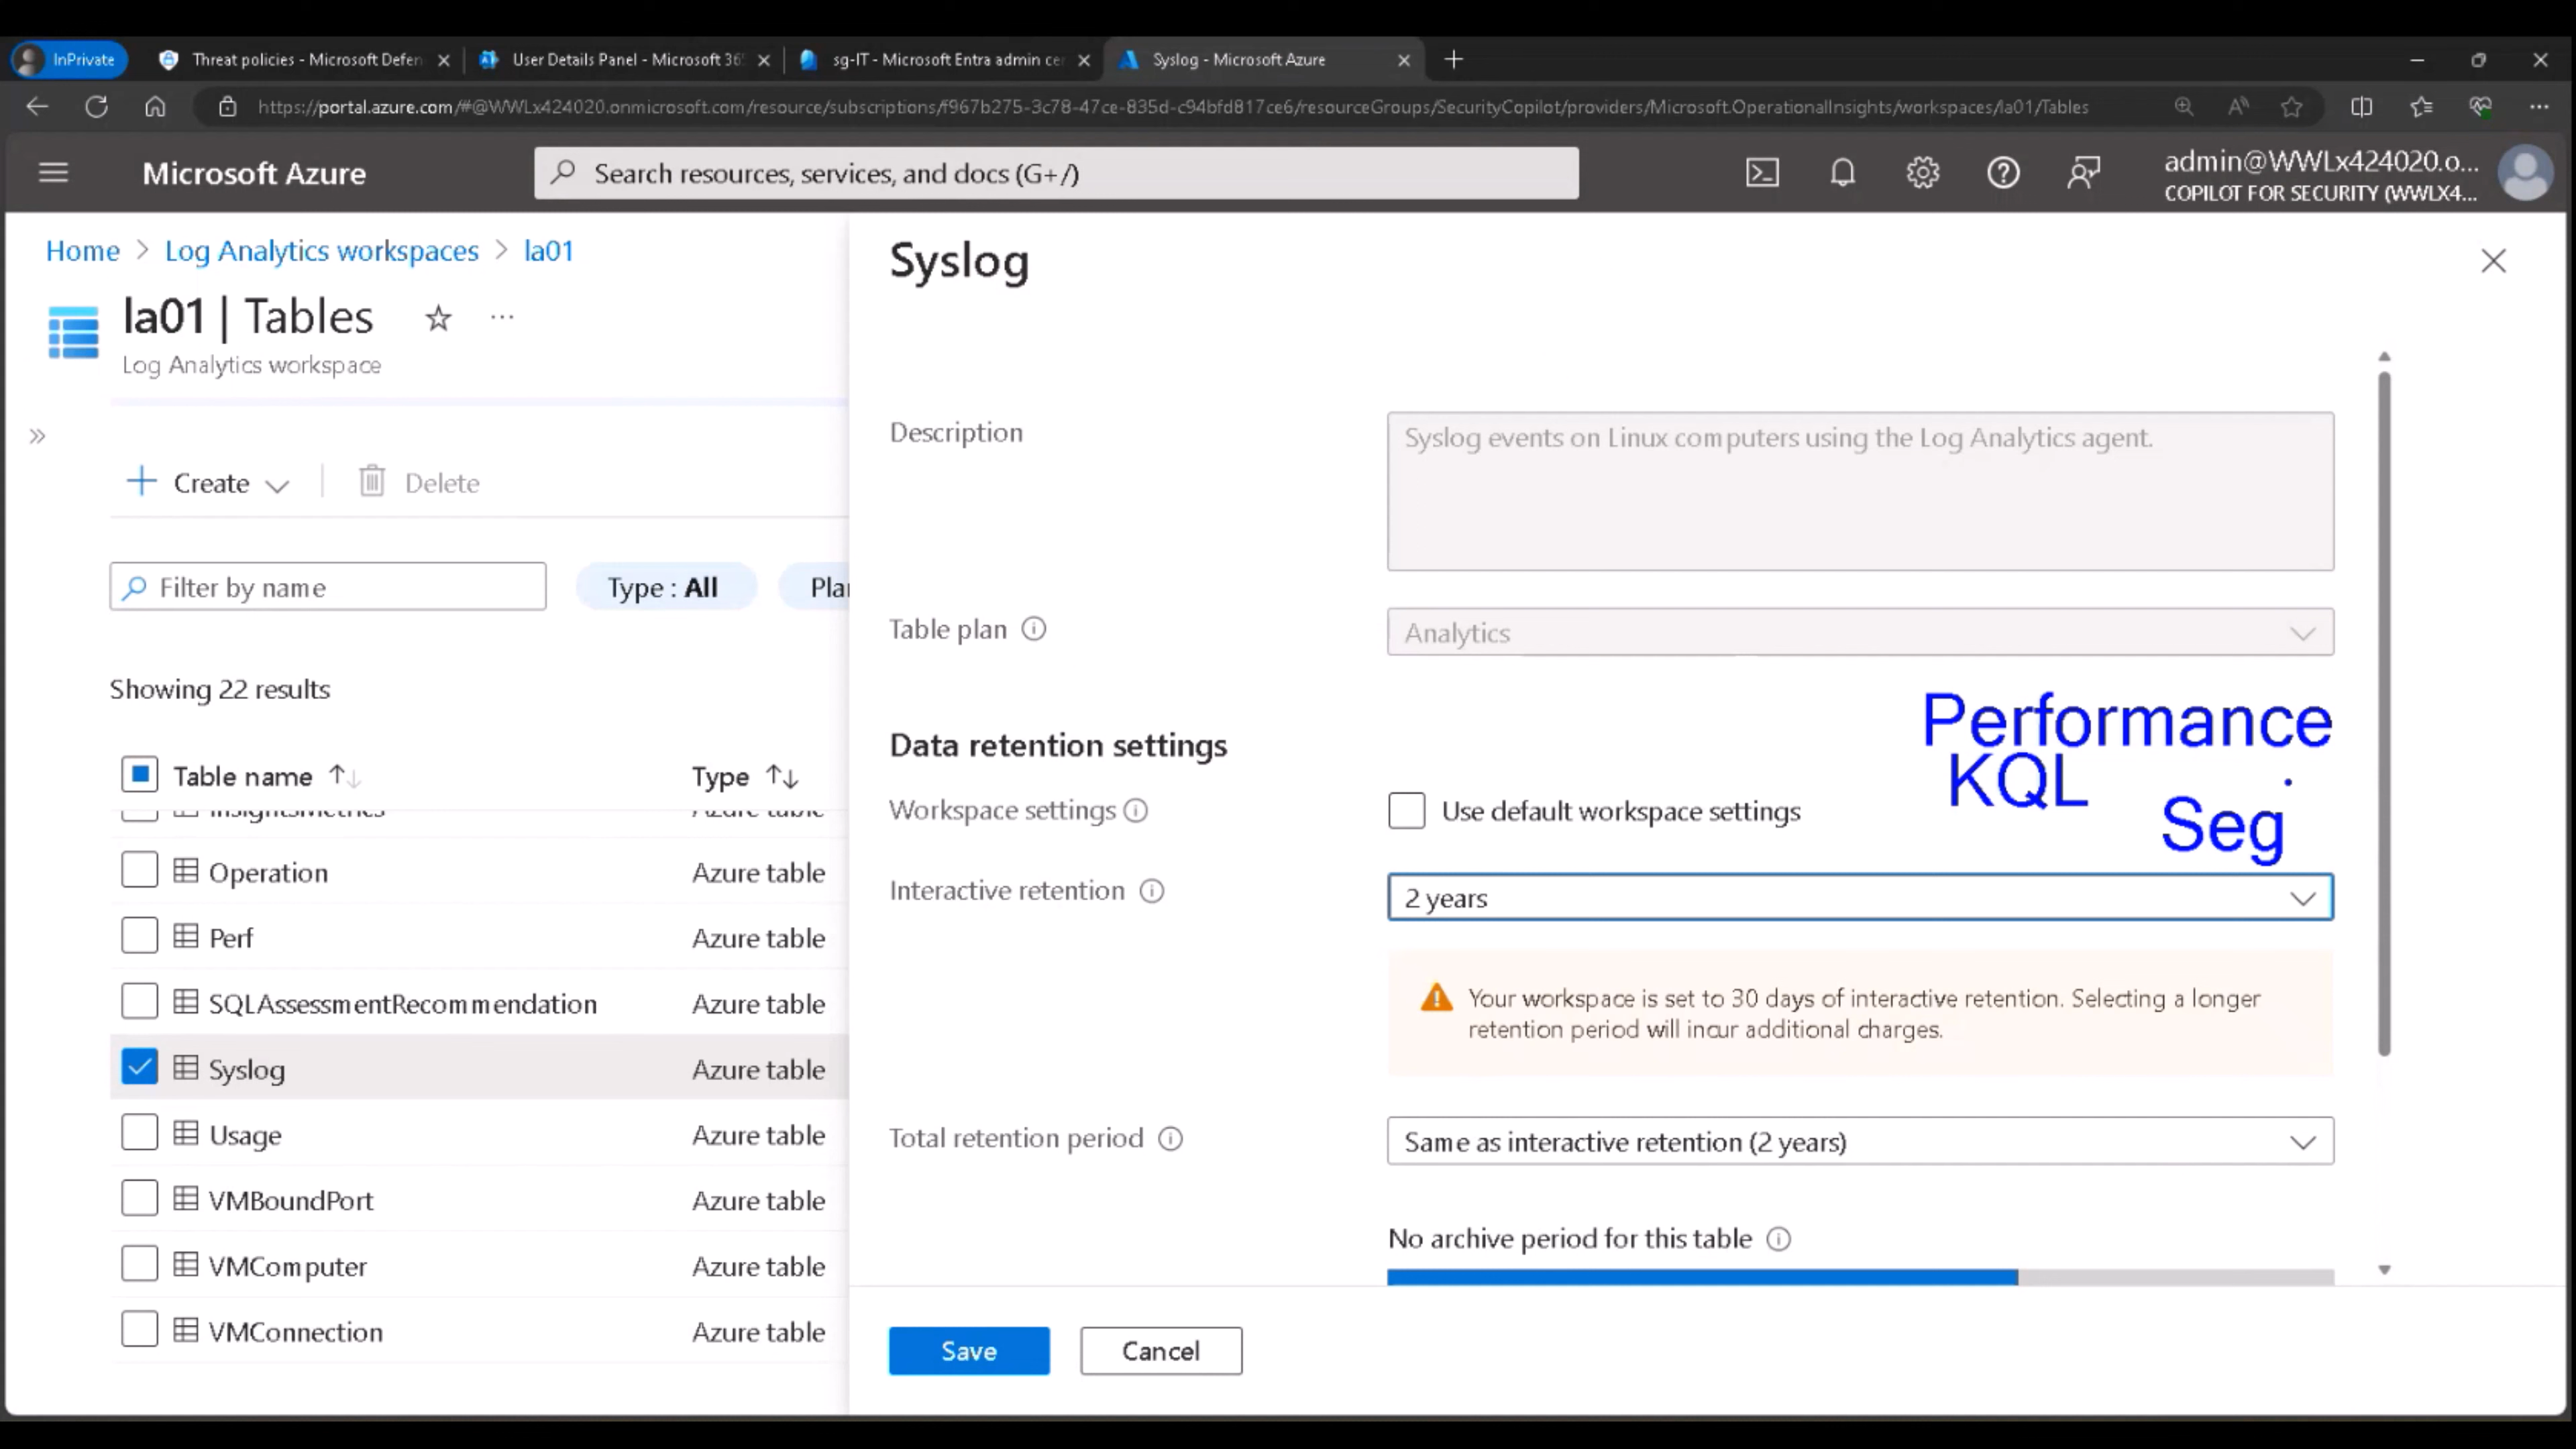 InPrivate
Threat policies - Microsoft Defen
User Details Panel - Microsoft 36
sg-IT - Microsoft Entra admin ce
Syslog - Microsoft Azure
https://portal.azure.com/#@WWLx424020.onmicrosoft.com/resource/subscriptions/f967b275-3c78-47ce-835d-c94bfd817ce6/resourceGroups/SecurityCopilot/providers/Microsoft.OperationalInsights/workspaces/la01/Tables
Microsoft Azure
Search resources, services, and docs (G+/)
admin@WWLx424020.o...
COPILOT FOR SECURITY (WWLX4...
Home > Log Analytics workspaces > la01
la01 | Tables
Log Analytics workspace
Create
Delete
Filter by name
Type : All
Pla
Showing 22 results
Table name
Type
InsightsMetrics
Azure table
Operation
Azure table
Perf
Azure table
SQLAssessmentRecommendation
Azure table
Syslog
Azure table
Usage
Azure table
VMBoundPort
Azure table
VMComputer
Azure table
VMConnection
Azure table
Syslog
Description
Syslog events on Linux computers using the Log Analytics agent.
Table plan
Analytics
Performance
KQL
Seg
Data retention settings
Workspace settings
Use default workspace settings
Interactive retention
2 years
Your workspace is set to 30 days of interactive retention. Selecting a longer
retention period will incur additional charges.
Total retention period
Same as interactive retention (2 years)
No archive period for this table
Save
Cancel